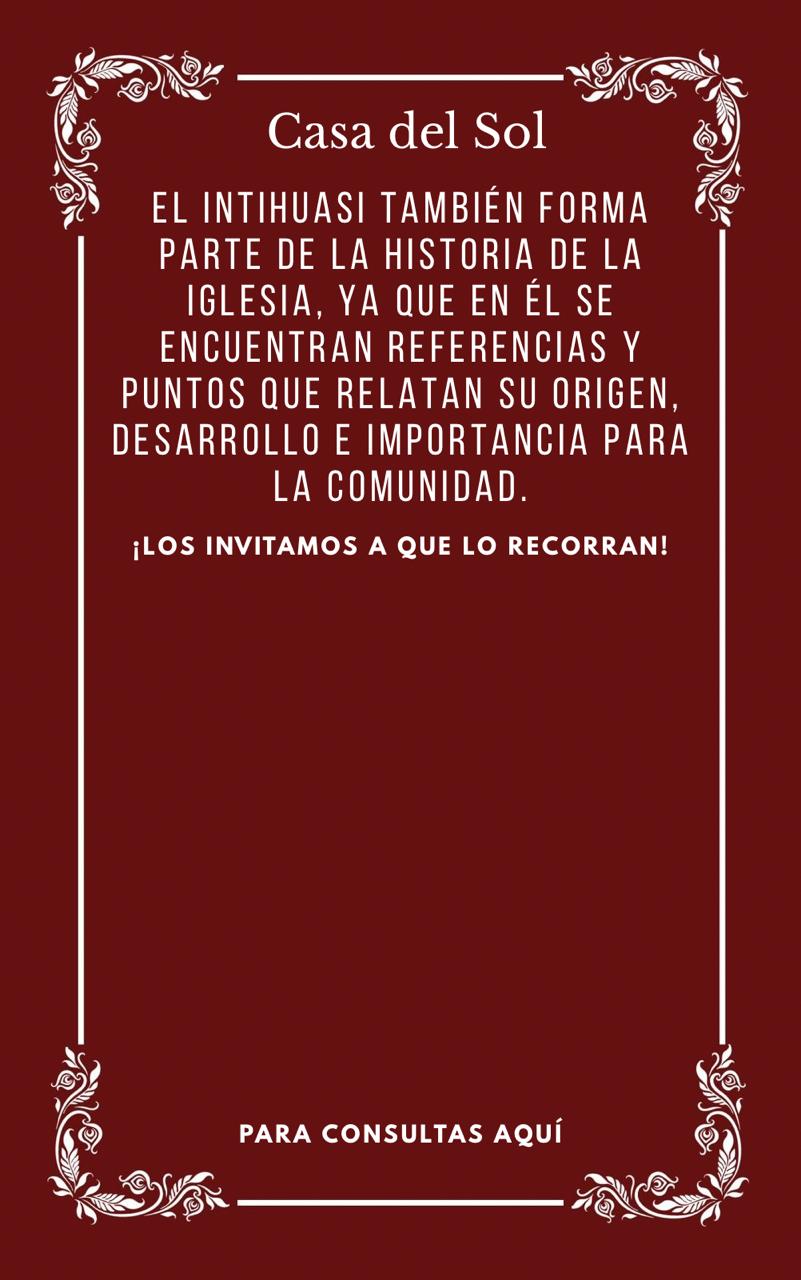 Casa del Sol
EL INTIHUASI TAMBIÉN FORMA
PARTE DE LA HISTORIA DE LA
IGLESIA, YA QUE EN ÉL SE
ENCUENTRAN REFERENCIAS Y
PUNTOS QUE RELATAN SU ORIGEN,
DESARROLLO E IMPORTANCIA PARA
LA COMUNIDAD.
¡LOS INVITAMOS A QUE LO RECORRAN!
PARA CONSULTAS AQUÍ